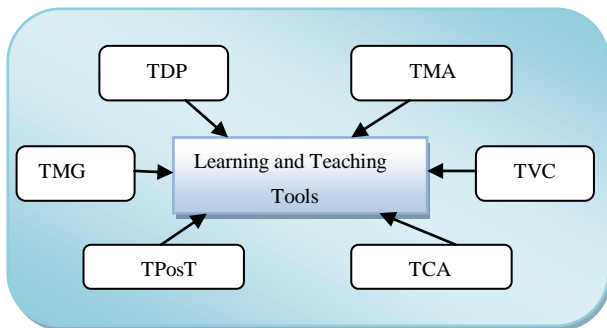 TDP
TMA
Learning and Teaching
Tools
TMG
TVC
TPosT
TCA